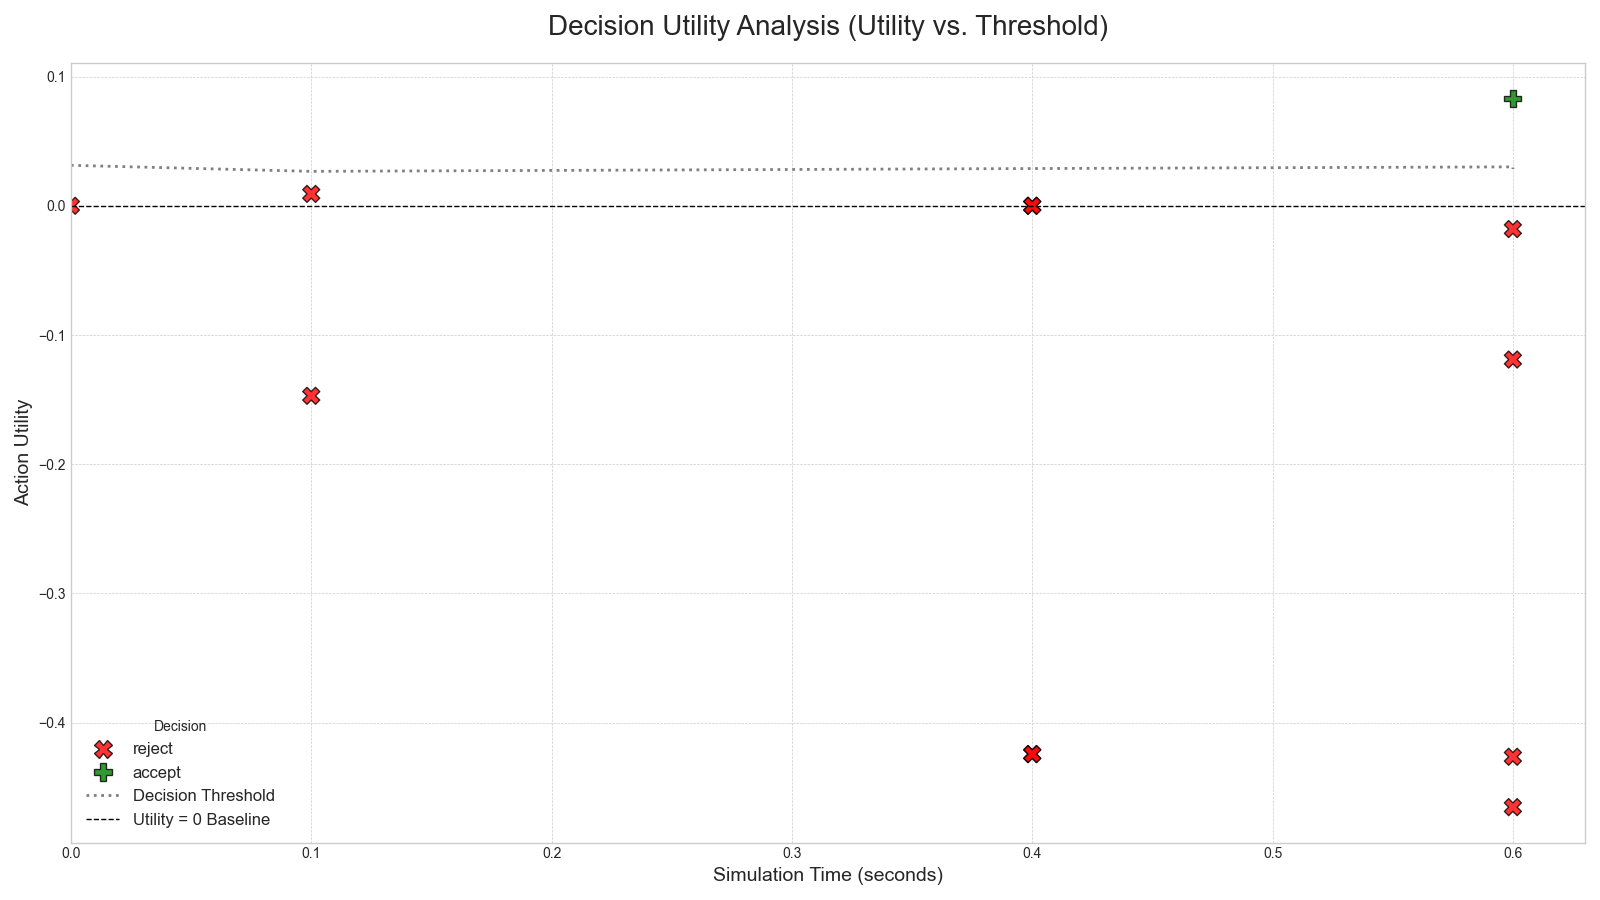 Decision Utility Analysis (Utility vs. Threshold)
0.1
0.0
−0.1
−0.2
−0.3
−0.4
Action Utility
Decision
reject
accept
Decision Threshold
Utility = 0 Baseline
0.0 0.1 0.2 0.3 0.4 0.5 0.6
Simulation Time (seconds)